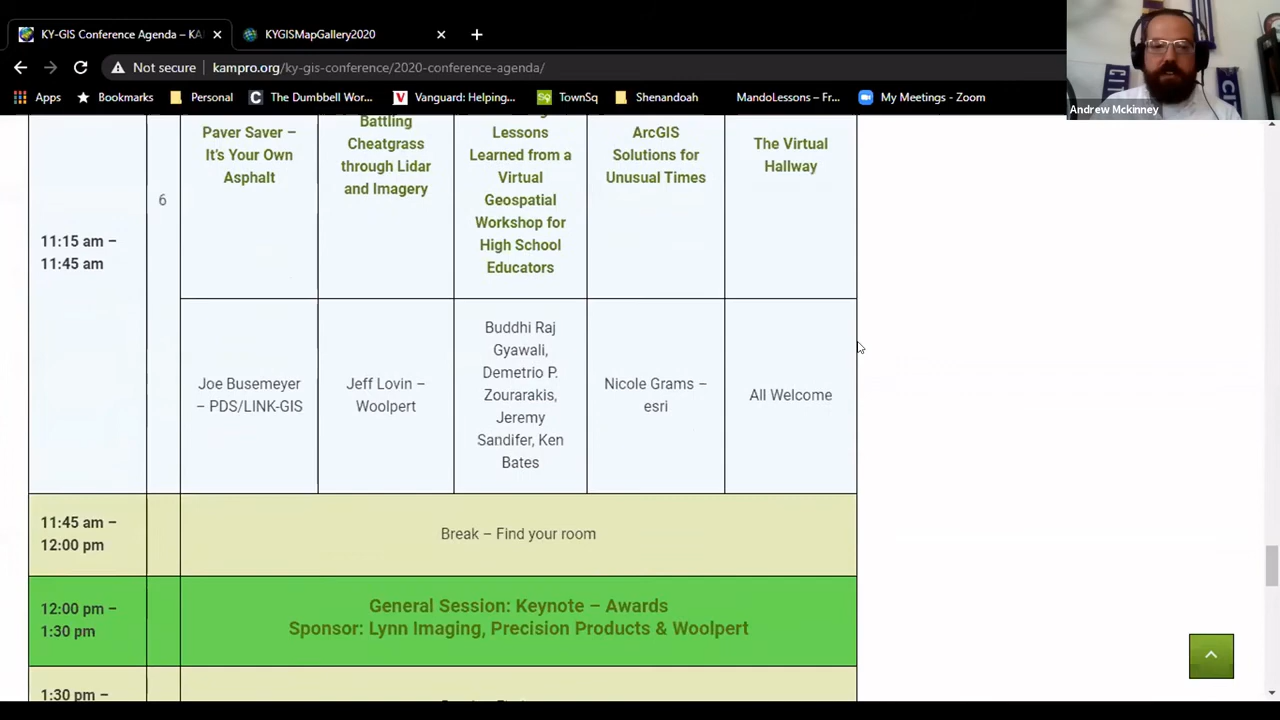 KY-GIS Conference Agenda – KA
KYGISMapGallery2020
Not secure
kampro.org/ky-gis-conference/2020-conference-agenda/
Apps
Bookmarks
Personal
The Dumbbell Wor...
Vanguard: Helping...
TownSq
Shenandoah
MandoLessons – Fr...
My Meetings - Zoom
Andrew Mckinney
11:15 am –
11:45 am
6
Paver Saver –
It's Your Own
Asphalt
Battling
Cheatgrass
through Lidar
and Imagery
Lessons
Learned from a
Virtual
Geospatial
Workshop for
High School
Educators
ArcGIS
Solutions for
Unusual Times
The Virtual
Hallway
Joe Busemeyer
– PDS/LINK-GIS
Jeff Lovin –
Woolpert
Buddhi Raj
Gyawali,
Demetrio P.
Zourarakis,
Jeremy
Sandifer, Ken
Bates
Nicole Grams –
esri
All Welcome
11:45 am –
12:00 pm
Break – Find your room
12:00 pm –
1:30 pm
General Session: Keynote – Awards
Sponsor: Lynn Imaging, Precision Products & Woolpert
1:30 pm –